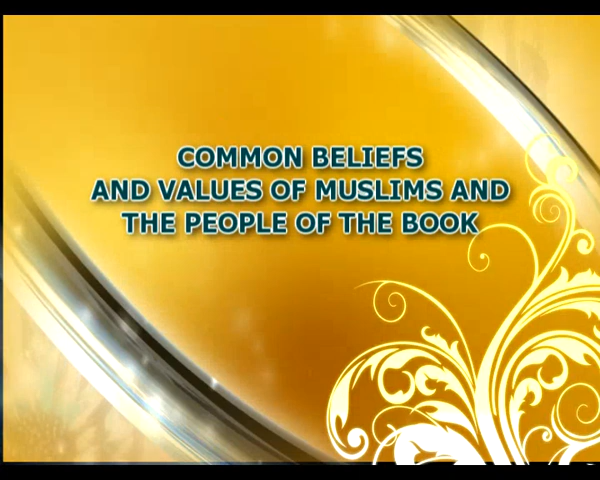 COMMON BELIEFS
AND VALUES OF MUSLIMS AND
THE PEOPLE OF THE BOOK